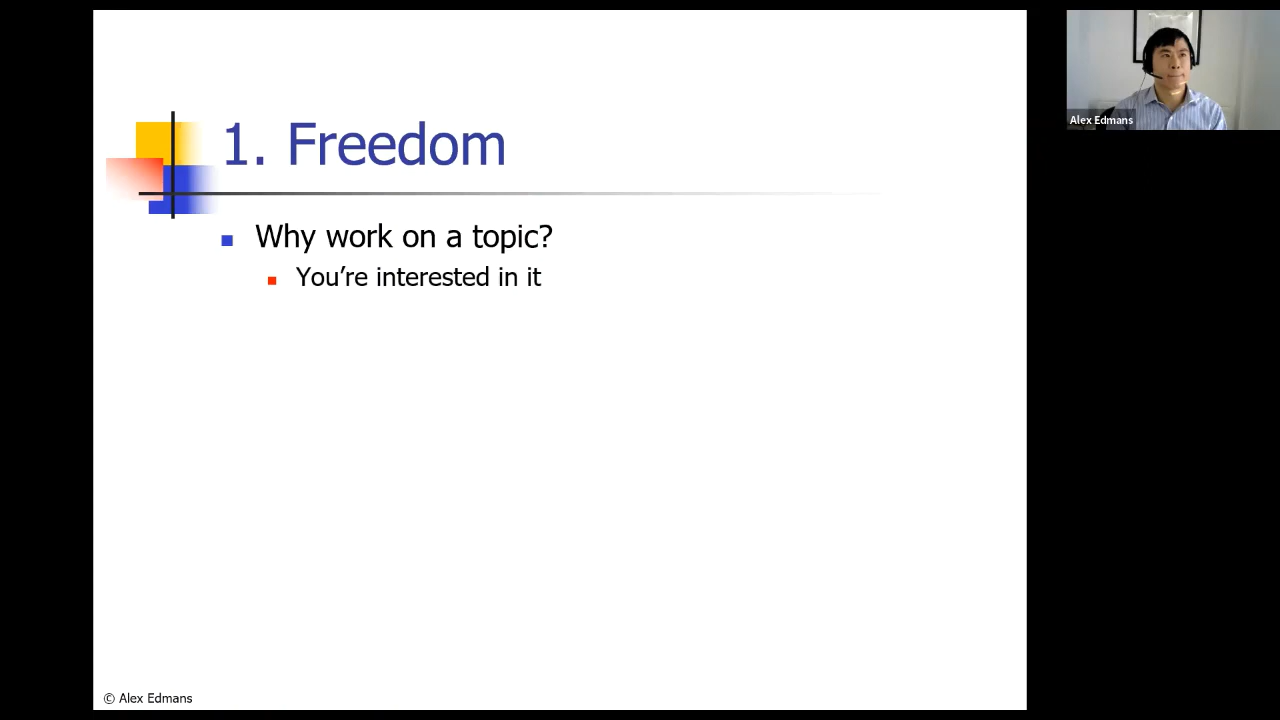 1. Freedom
Why work on a topic?
You’re interested in it
© Alex Edmans
Alex Edmans